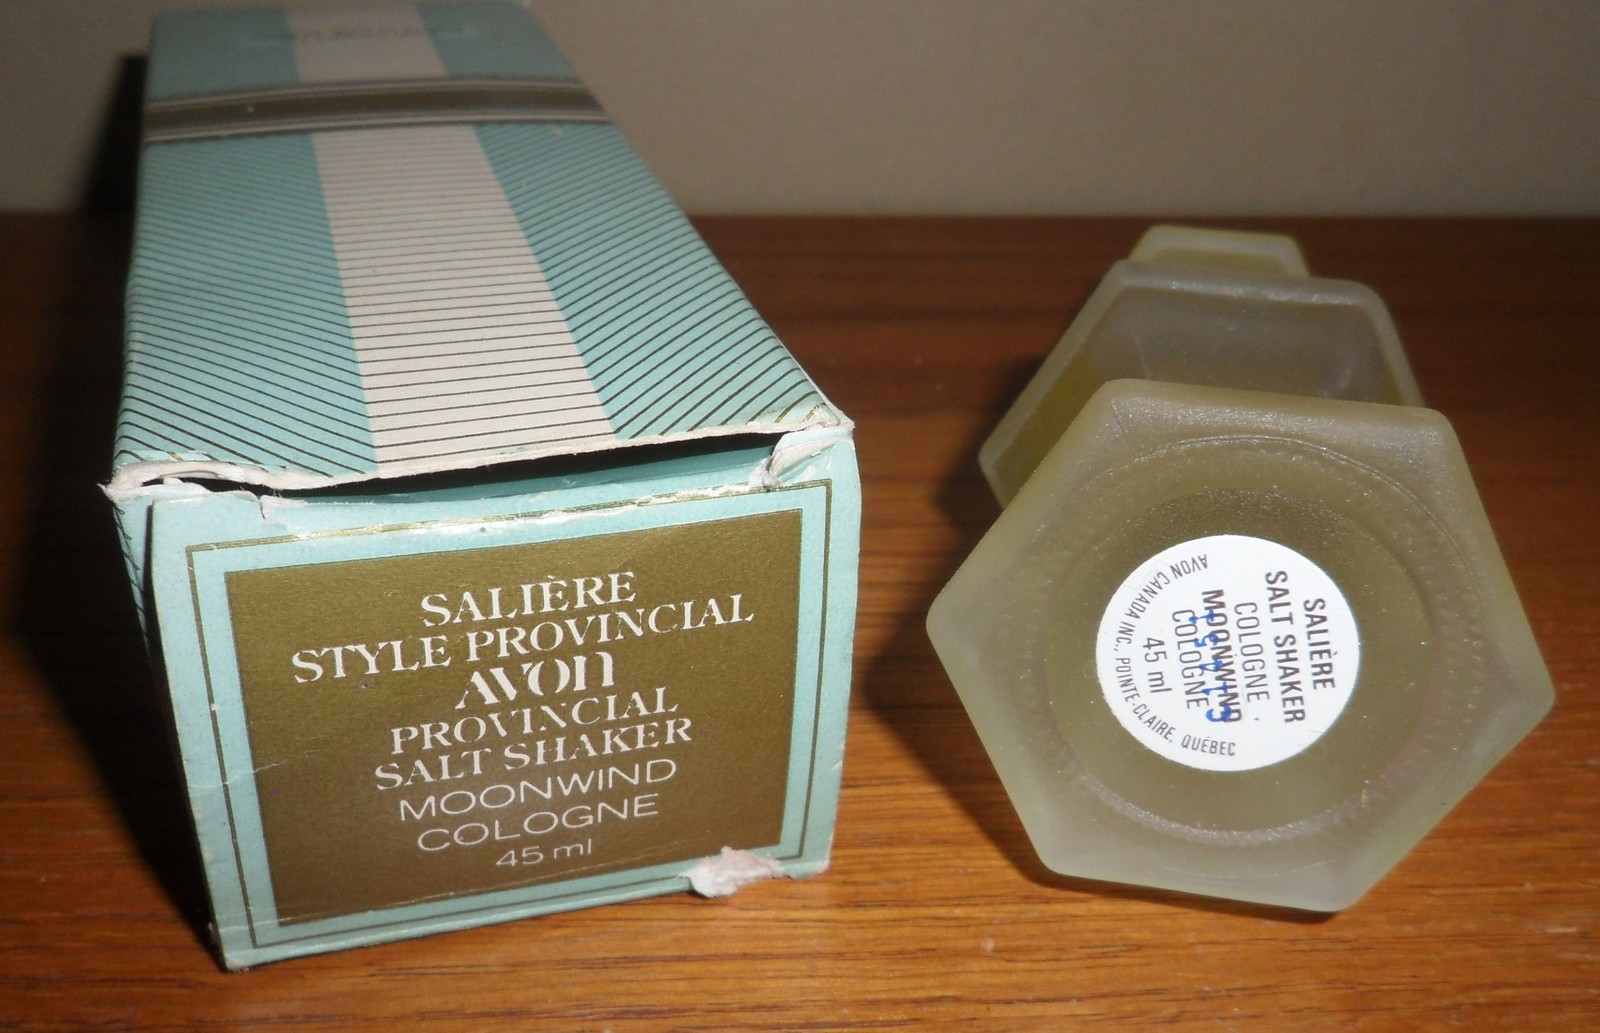 SALIÈRE
STYLE PROVINCIAL
AVON
PROVINCIAL
SALT SHAKER
MOONWIND
COLOGNE
45 ml
SALIÈRE
SALT SHAKER
COLOGNE
MOONWIND
COLOGNE
45 ml
AVON CANADA INC., POINTE-CLAIRE, QUÉBEC